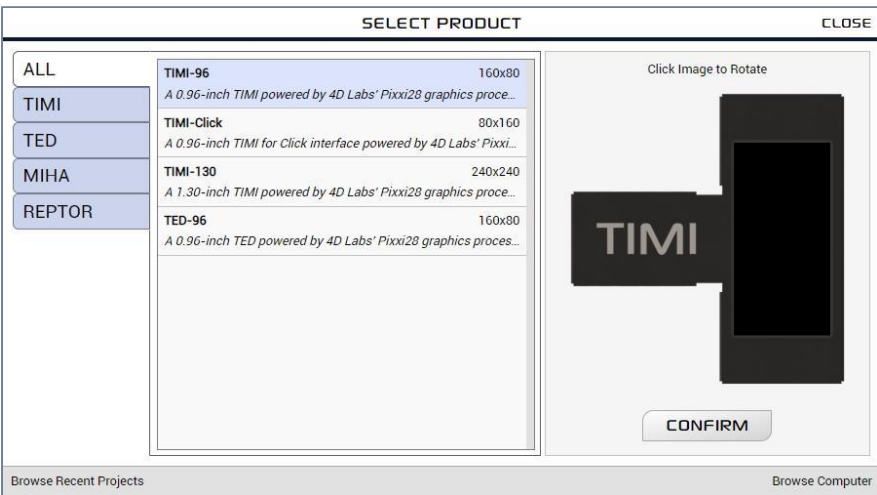 SELECT PRODUCT
CLOSE
ALL
TIMI
TED
MIHA
REPTOR
TIMI-96 160x80
A 0.96-inch TIMI powered by 4D Labs' Pixxi28 graphics proce...
TIMI-Click 80x160
A 0.96-inch TIMI for Click interface powered by 4D Labs' Pixxi...
TIMI-130 240x240
A 1.30-inch TIMI powered by 4D Labs' Pixxi28 graphics proce...
TED-96 160x80
A 0.96-inch TED powered by 4D Labs' Pixxi28 graphics proces...
Click Image to Rotate
TIMI
CONFIRM
Browse Recent Projects
Browse Computer